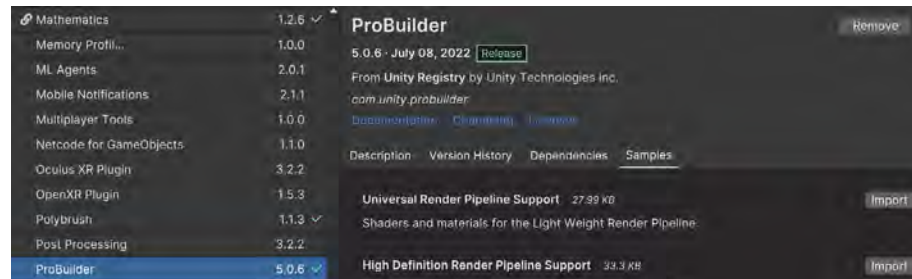 Mathematics 1.2.6
Memory Profil... 1.0.0
ML Agents 2.0.1
Mobile Notifications 2.1.1
Multiplayer Tools 1.0.0
Netcode for GameObjects 1.1.0
Oculus XR Plugin 3.2.2
OpenXR Plugin 1.5.3
Polybrush 1.1.3
Post Processing 3.2.2
ProBuilder 5.0.6
ProBuilder Remove
5.0.6 · July 08, 2022 Release
From Unity Registry by Unity Technologies Inc.
com.unity.probuilder
Documentation Changelog Licenses
Description Version History Dependencies Samples
Universal Render Pipeline Support 27.99 KB Import
Shaders and materials for the Light Weight Render Pipeline
High Definition Render Pipeline Support 33.3 KB Import